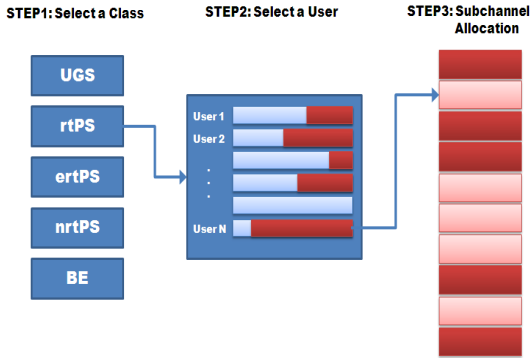 STEP1: Select a Class
UGS
rtPS
ertPS
nrtPS
BE
STEP2: Select a User
User 1
User 2
.
.
.
User N
STEP3: Subchannel
Allocation